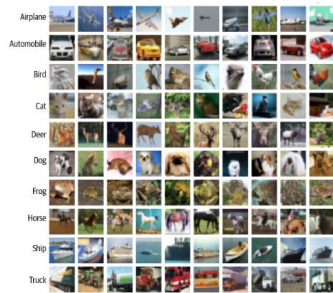 Airplane
Automobile
Bird
Cat
Deer
Dog
Frog
Horse
Ship
Truck